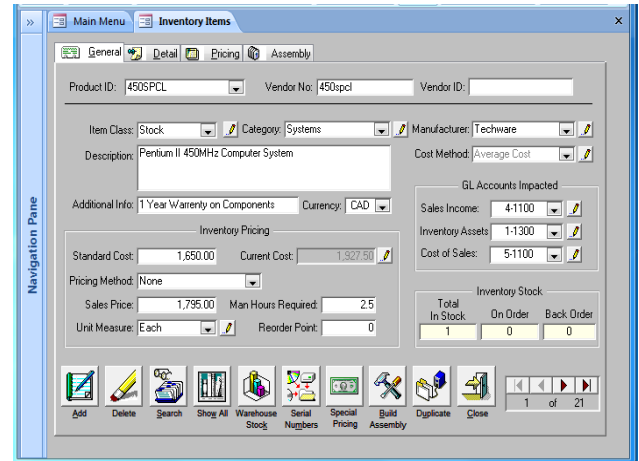 » Main Menu Inventory Items x
General Detail Pricing Assembly
Product ID: 450SPCL Vendor No: 450spcl Vendor ID:
Item Class: Stock Category: Systems Manufacturer: Techware
Description: Pentium II 450MHz Computer System Cost Method: Average Cost
GL Accounts Impacted
Additional Info: 1 Year Warrenty on Components Currency: CAD Sales Income: 4-1100
Inventory Pricing Inventory Assets 1-1300
Standard Cost: 1,650.00 Current Cost: 1,927.50 Cost of Sales: 5-1100
Pricing Method: None
Inventory Stock
Sales Price: 1,795.00 Man Hours Required: 2.5 Total
In Stock On Order Back Order
Unit Measure: Each Reorder Point: 0 1 0 0
Add Delete Search Show All Warehouse Stock Serial Numbers Special Pricing Build Assembly Duplicate Close 1 of 21
Navigation Pane